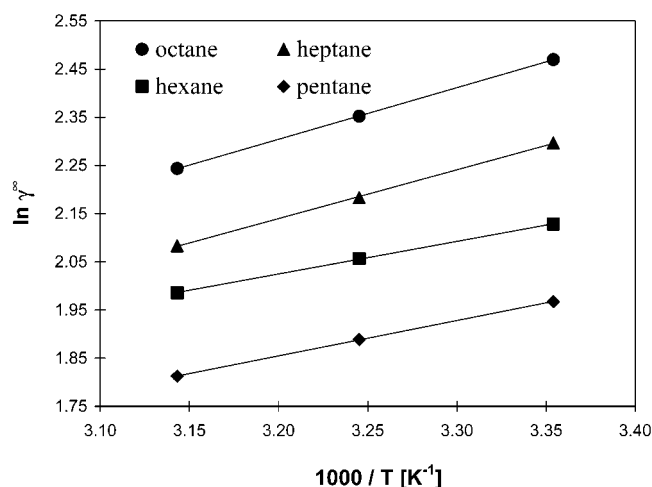 2.55
octane heptane
2.45
hexane pentane
2.35
2.25
ln γ∞
2.15
2.05
1.95
1.85
1.75
3.10 3.15 3.20 3.25 3.30 3.35 3.40
1000 / T [K-1]